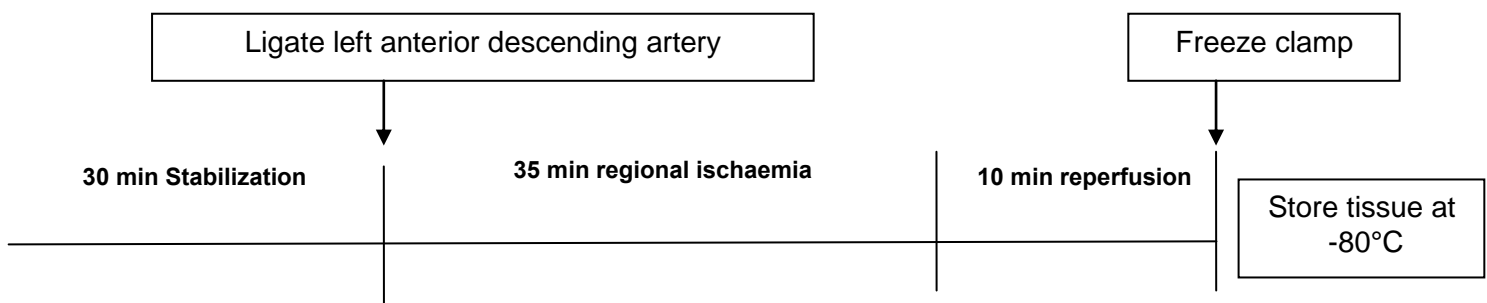 Ligate left anterior descending artery
Freeze clamp
30 min Stabilization
35 min regional ischaemia
10 min reperfusion
Store tissue at
-80°C